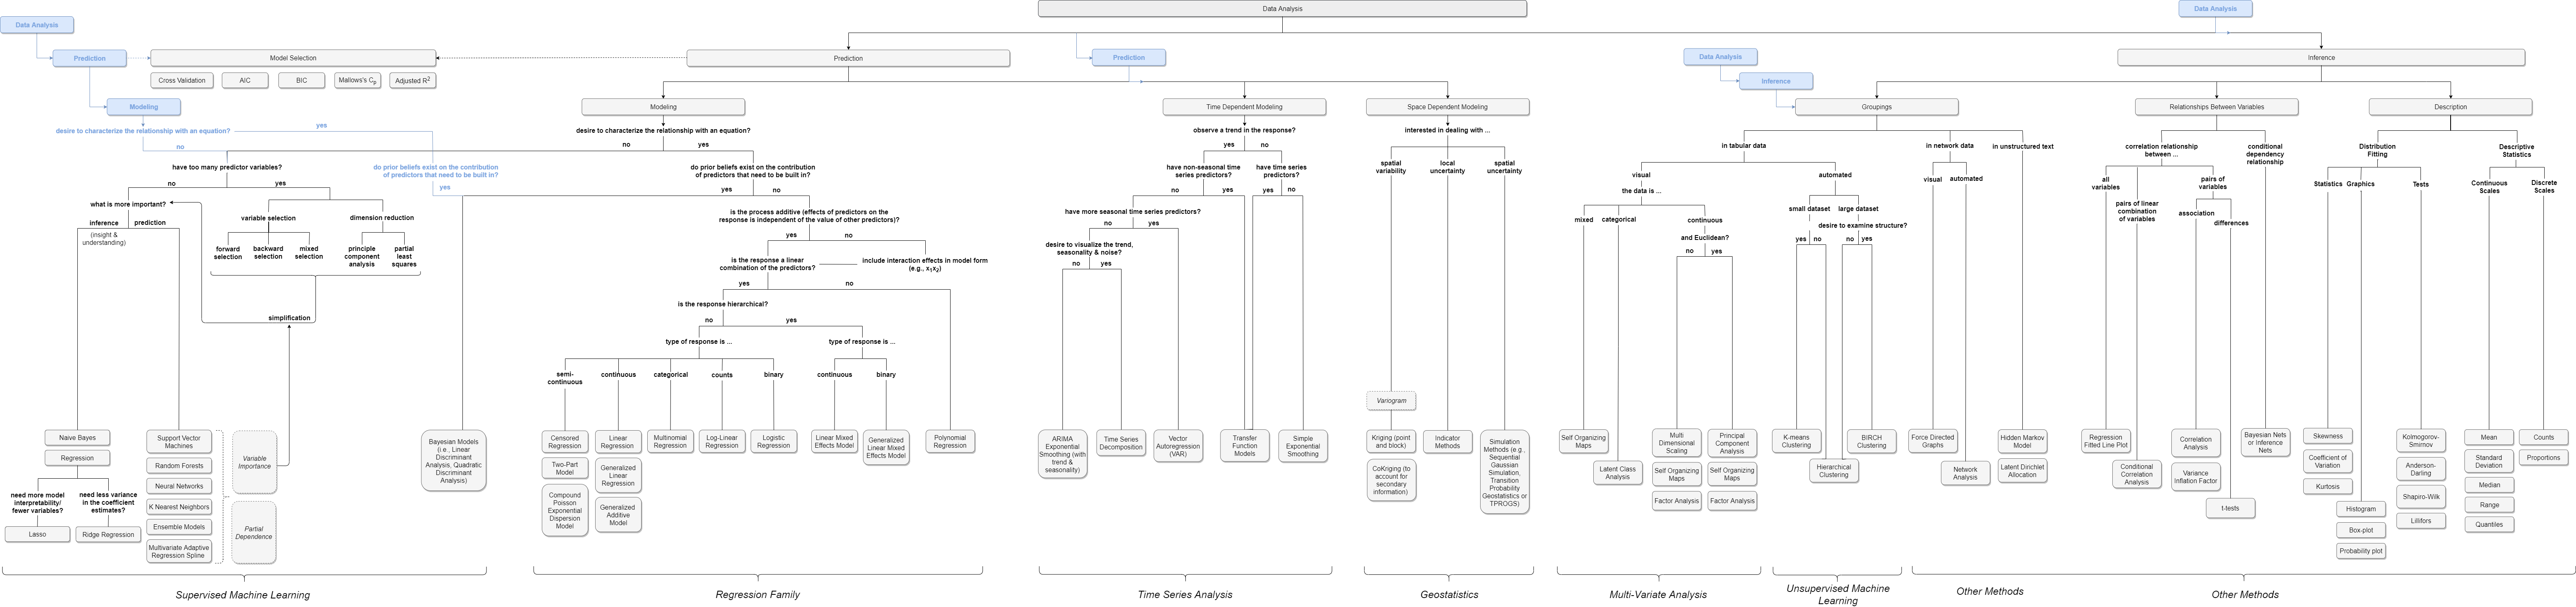 Data Analysis
Data Analysis
Data Analysis
Prediction
Model Selection
Prediction
Prediction
Data Analysis
Inference
Cross Validation
AIC
BIC
Mallows's Cp
Adjusted R2
Inference
Modeling
Modeling
Time Dependent Modeling
Space Dependent Modeling
Groupings
Relationships Between Variables
Description
desire to characterize the relationship with an equation?
yes
no
desire to characterize the relationship with an equation?
no
yes
have too many predictor variables?
no
yes
do prior beliefs exist on the contribution
of predictors that need to be built in?
yes
do prior beliefs exist on the contribution
of predictors that need to be built in?
yes
no
what is more important?
inference
(insight &
understanding)
prediction
variable selection
dimension reduction
forward
selection
backward
selection
mixed
selection
principle
component
analysis
partial
least
squares
simplification
Naive Bayes
Regression
need more model
interpretability/
fewer variables?
need less variance
in the coefficient
estimates?
Lasso
Ridge Regression
Support Vector
Machines
Random Forests
Neural Networks
K Nearest Neighbors
Ensemble Models
Multivariate Adaptive
Regression Spline
Variable
Importance
Partial
Dependence
Bayesian Models
(i.e., Linear
Discriminant
Analysis, Quadratic
Discriminant
Analysis)
Supervised Machine Learning
is the process additive (effects of predictors on the
response is independent of the value of other predictors)?
yes
no
is the response a linear
combination of the predictors?
include interaction effects in model form
(e.g., x1x2)
yes
no
is the response hierarchical?
no
yes
type of response is ...
type of response is ...
semi-
continuous
continuous
categorical
counts
binary
continuous
binary
Censored
Regression
Two-Part
Model
Compound
Poisson
Exponential
Dispersion
Model
Linear
Regression
Generalized
Linear
Regression
Generalized
Additive
Model
Multinomial
Regression
Log-Linear
Regression
Logistic
Regression
Linear Mixed
Effects Model
Generalized
Linear Mixed
Effects Model
Polynomial
Regression
Regression Family
observe a trend in the response?
yes
no
have non-seasonal time
series predictors?
have time series
predictors?
no
yes
yes
no
have more seasonal time series predictors?
no
yes
desire to visualize the trend,
seasonality & noise?
no
yes
ARIMA
Exponential
Smoothing (with
trend &
seasonality)
Time Series
Decomposition
Vector
Autoregression
(VAR)
Transfer
Function
Models
Simple
Exponential
Smoothing
Time Series Analysis
interested in dealing with ...
spatial
variability
local
uncertainty
spatial
uncertainty
Variogram
Kriging (point
and block)
CoKriging (to
account for
secondary
information)
Indicator
Methods
Simulation
Methods (e.g.,
Sequential
Gaussian
Simulation,
Transition
Probability
Geostatistics or
TPROGS)
Geostatistics
in tabular data
in network data
in unstructured text
visual
automated
the data is ...
mixed
categorical
continuous
and Euclidean?
no
yes
Self Organizing
Maps
Latent Class
Analysis
Multi
Dimensional
Scaling
Self Organizing
Maps
Factor Analysis
Principal
Component
Analysis
Self Organizing
Maps
Factor Analysis
Multi-Variate Analysis
small dataset
large dataset
desire to examine structure?
yes
no
no
yes
K-means
Clustering
Hierarchical
Clustering
BIRCH
Clustering
Unsupervised Machine
Learning
visual
automated
Force Directed
Graphs
Network
Analysis
Hidden Markov
Model
Latent Dirichlet
Allocation
Other Methods
correlation relationship
between ...
conditional
dependency
relationship
all
variables
pairs of linear
combination
of variables
pairs of
variables
association
differences
Regression
Fitted Line Plot
Conditional
Correlation
Analysis
Correlation
Analysis
Variance
Inflation Factor
t-tests
Bayesian Nets
or Inference
Nets
Distribution
Fitting
Descriptive
Statistics
Statistics
Graphics
Tests
Continuous
Scales
Discrete
Scales
Skewness
Coefficient of
Variation
Kurtosis
Histogram
Box-plot
Probability plot
Kolmogorov-
Smirnov
Anderson-
Darling
Shapiro-Wilk
Lillifors
Mean
Standard
Deviation
Median
Range
Quantiles
Counts
Proportions
Other Methods